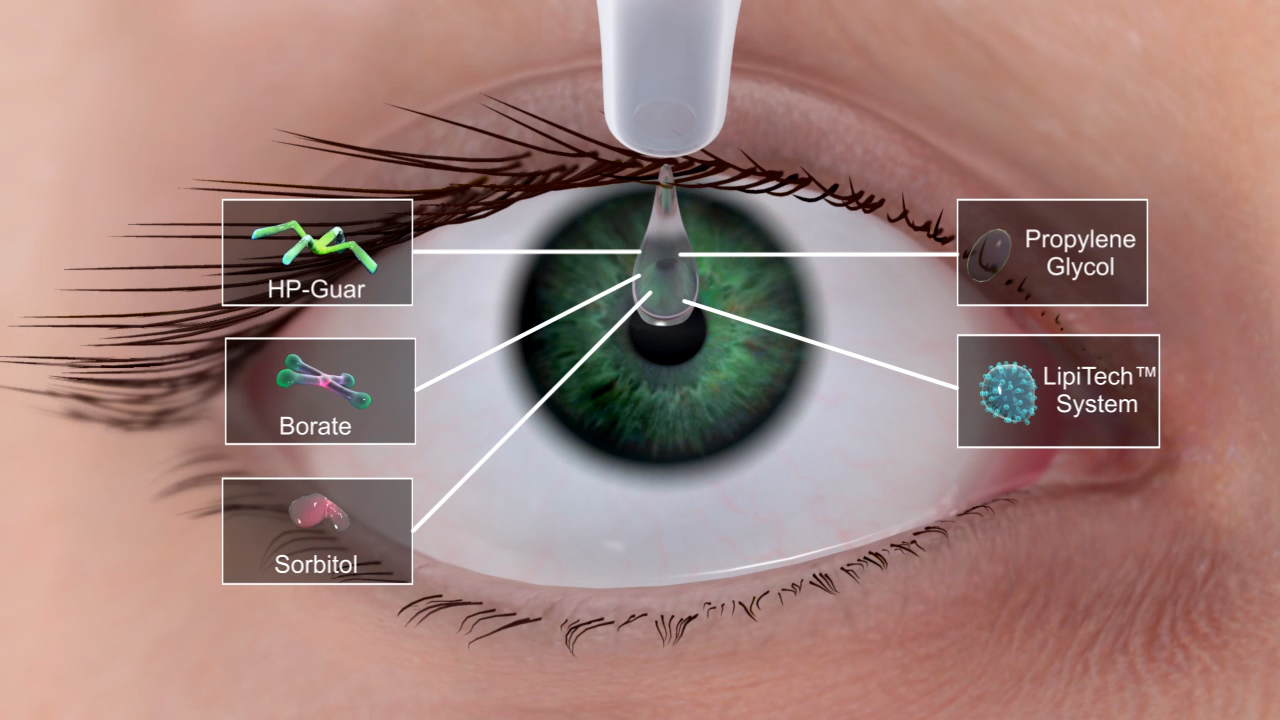 HP-Guar
Propylene
Glycol
Borate
LipiTech™
System
Sorbitol